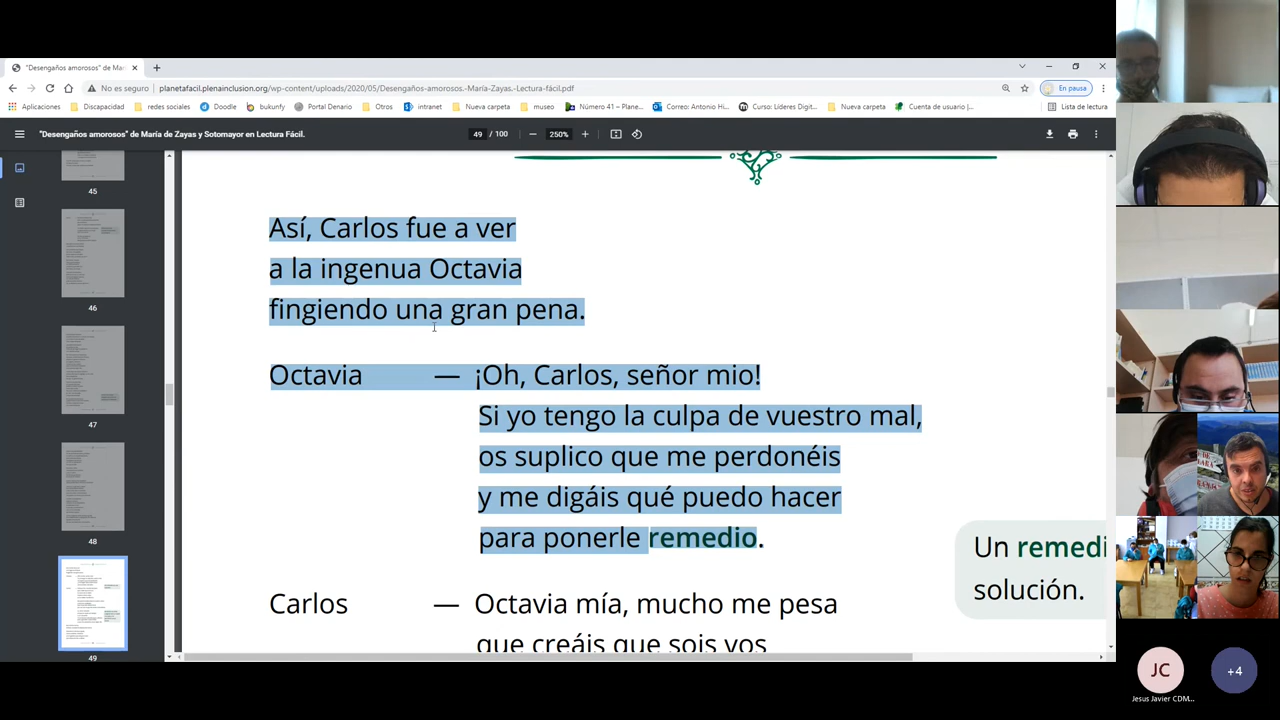 "Desengaños amorosos" de Ma
No es seguro
planetafacil.plenainclusion.org/wp-content/uploads/2020/05/Desengaños-amorosos.-María-Zayas.-Lectura-fácil.pdf
En pausa
Aplicaciones
Discapacidad
redes sociales
Doodle
bukunfy
Portal Denario
Otros
intranet
Nueva carpeta
museo
Número 41 – Plane...
Correo: Antonio Hi...
Curso: Líderes Digit...
Nueva carpeta
Cuenta de usuario |...
Lista de lectura
"Desengaños amorosos" de María de Zayas y Sotomayor en Lectura Fácil.
49 / 100
250%
45
46
47
48
49
Así, Carlos fue a ver
a la ingenua Octavia
fingiendo una gran pena.
Octavia — ¡Oh, Carlos, señor mio!
Si yo tengo la culpa de vuestro mal,
os suplico que me perdonéis
y me digáis qué puedo hacer
para ponerle remedio.
Un remedi
solución.
Carlos — Octavia mía, mucho me pesa
que creáis que sois vos
JC
Jesus Javier CDM...
+4